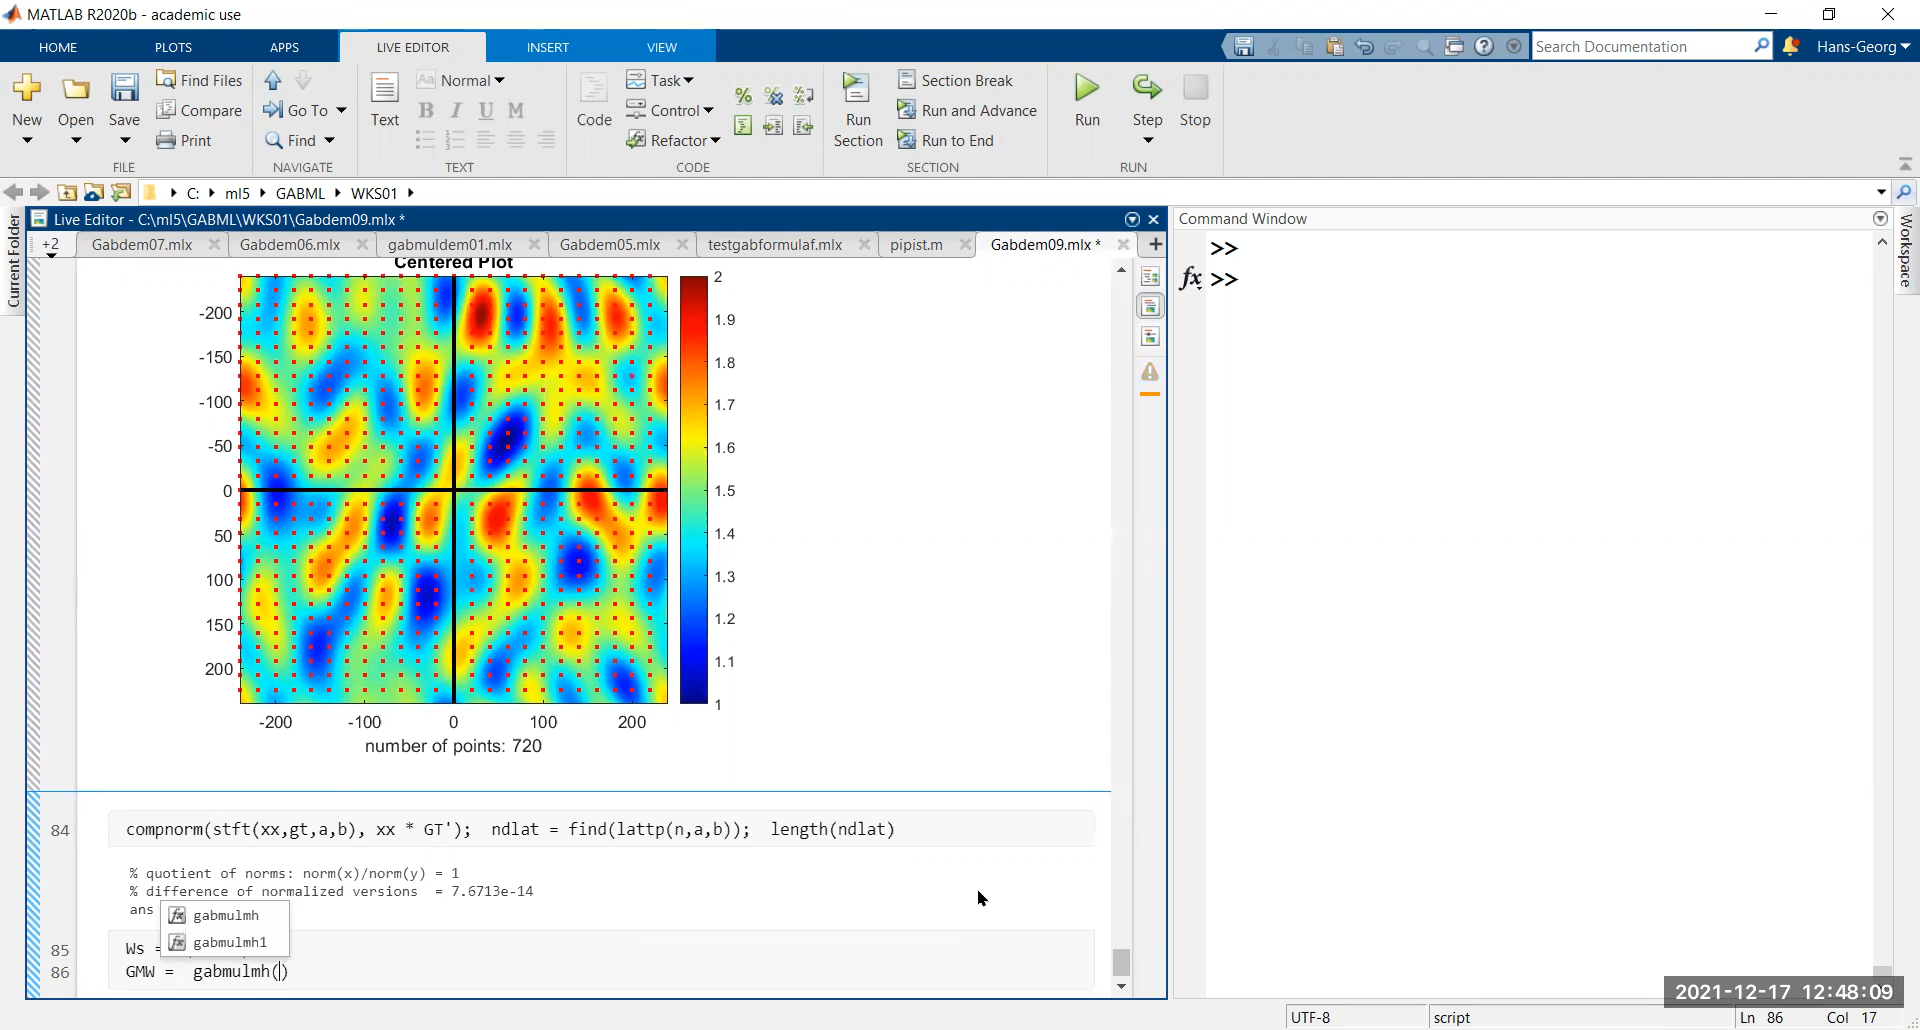 MATLAB R2020b - academic use
HOME PLOTS APPS LIVE EDITOR INSERT VIEW
Search Documentation
Hans-Georg
New Open Save
Find Files
Compare
Print
FILE
Go To
Find
NAVIGATE
Text
Aa Normal
B I U M
TEXT
Code
Task
Control
Refactor
CODE
Run Section
Section Break
Run and Advance
Run to End
SECTION
Run Step Stop
RUN
C: ml5 GABML WKS01
Current Folder
Live Editor - C:\ml5\GABML\WKS01\Gabdem09.mlx *
+2 Gabdem07.mlx Gabdem06.mlx gabmuldem01.mlx Gabdem05.mlx testgabformulaf.mlx pipist.m Gabdem09.mlx *
Centered Plot
-200
-150
-100
-50
0
50
100
150
200
-200 -100 0 100 200
number of points: 720
2
1.9
1.8
1.7
1.6
1.5
1.4
1.3
1.2
1.1
1
84 compnorm(stft(xx,gt,a,b), xx * GT'); ndlat = find(lattp(n,a,b)); length(ndlat)
% quotient of norms: norm(x)/norm(y) = 1
% difference of normalized versions = 7.6713e-14
ans
gabmulmh
gabmulmh1
85 Ws =
86 GMW = gabmulmh()
Command Window
>>
fx >>
Workspace
2021-12-17 12:48:09
UTF-8 script Ln 86 Col 17